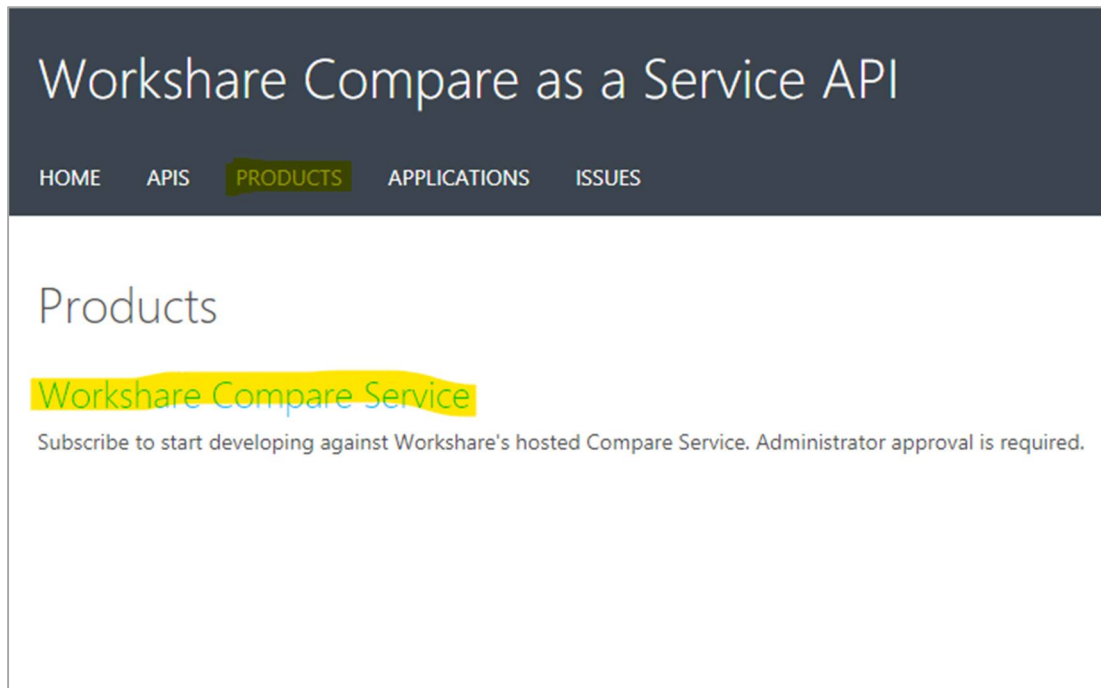 Workshare Compare as a Service API
HOME APIS PRODUCTS APPLICATIONS ISSUES
Products
Workshare Compare Service
Subscribe to start developing against Workshare's hosted Compare Service. Administrator approval is required.